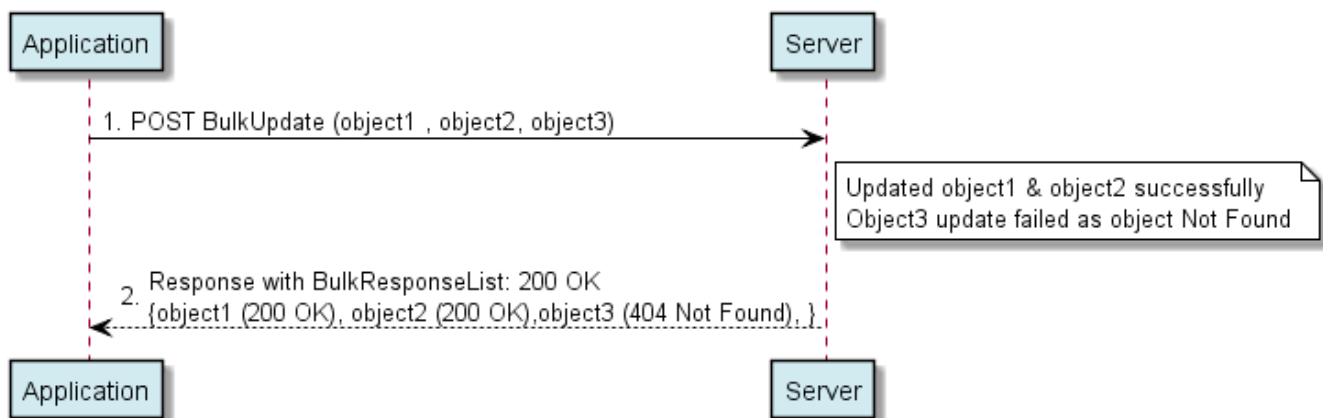 Application
Server
1. POST BulkUpdate (object1 , object2, object3)
Updated object1 & object2 successfully
Object3 update failed as object Not Found
2. Response with BulkResponseList: 200 OK
{object1 (200 OK), object2 (200 OK),object3 (404 Not Found), }
Application
Server